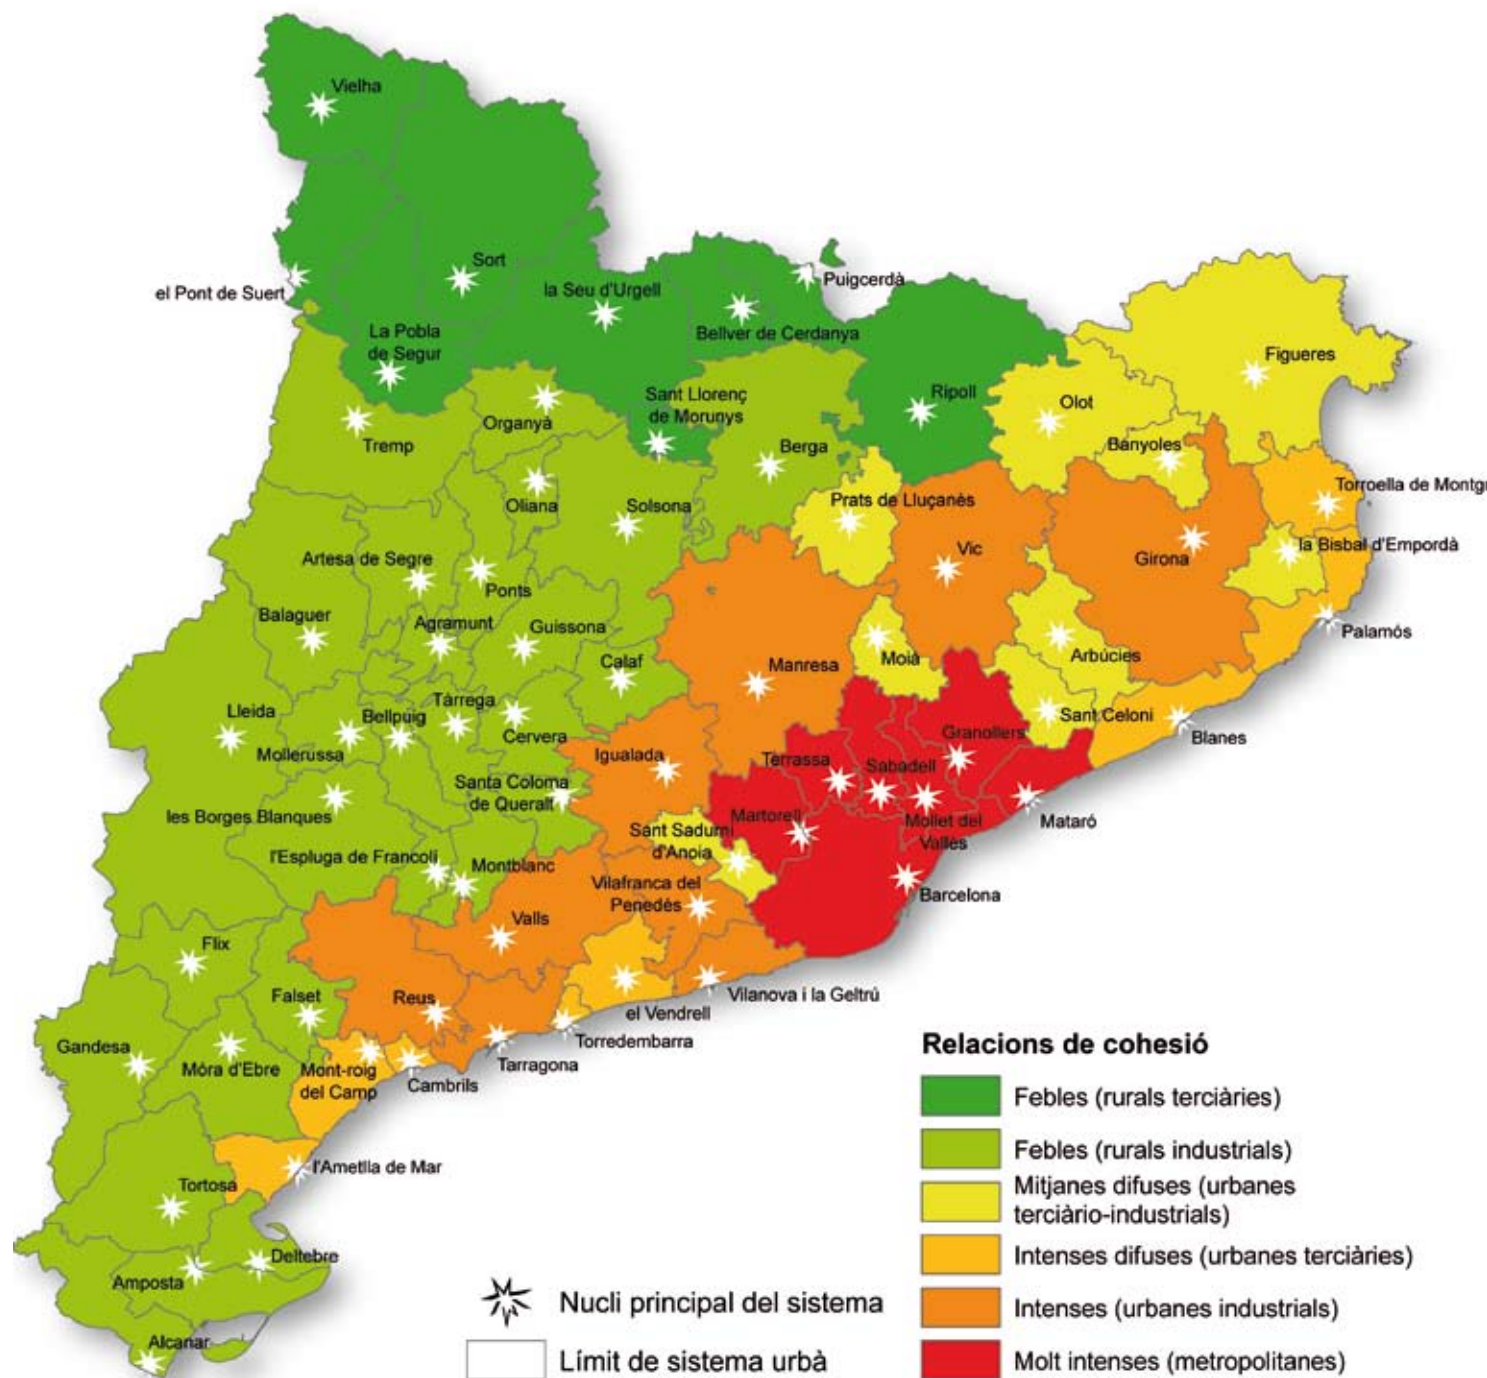 Vielha
Sort
el Pont de Suert
la Seu d'Urgell
Puigcerdà
Bellver de Cerdanya
La Pobla
de Segur
Figueres
Ripoll
Olot
Sant Llorenç
de Morunys
Organyà
Tremp
Berga
Banyoles
Torroella de Montgr
Oliana
Solsona
Prats de Lluçanès
Vic
Girona
la Bisbal d'Empordà
Artesa de Segre
Ponts
Balaguer
Agramunt
Guissona
Calaf
Manresa
Moià
Arbúcies
Palamós
Lleida
Bellpuig
Tàrrega
Mollerussa
Cervera
Igualada
Terrassa
Sabadell
Granollers
Sant Celoni
Blanes
Santa Coloma
de Queralt
les Borges Blanques
Martorell
Mollet del
Vallès
Mataró
Sant Sadurní
d'Anoia
l'Espluga de Francolí
Montblanc
Vilafranca del
Penedès
Barcelona
Valls
Flix
Falset
Reus
el Vendrell
Vilanova i la Geltrú
Gandesa
Móra d'Ebre
Mont-roig
del Camp
Cambrils
Tarragona
Torredembarra
l'Ametlla de Mar
Tortosa
Deltebre
Amposta
Alcanar
Nucli principal del sistema
Límit de sistema urbà
Relacions de cohesió
Febles (rurals terciàries)
Febles (rurals industrials)
Mitjanes difuses (urbanes
terciàrio-industrials)
Intenses difuses (urbanes terciàries)
Intenses (urbanes industrials)
Molt intenses (metropolitanes)